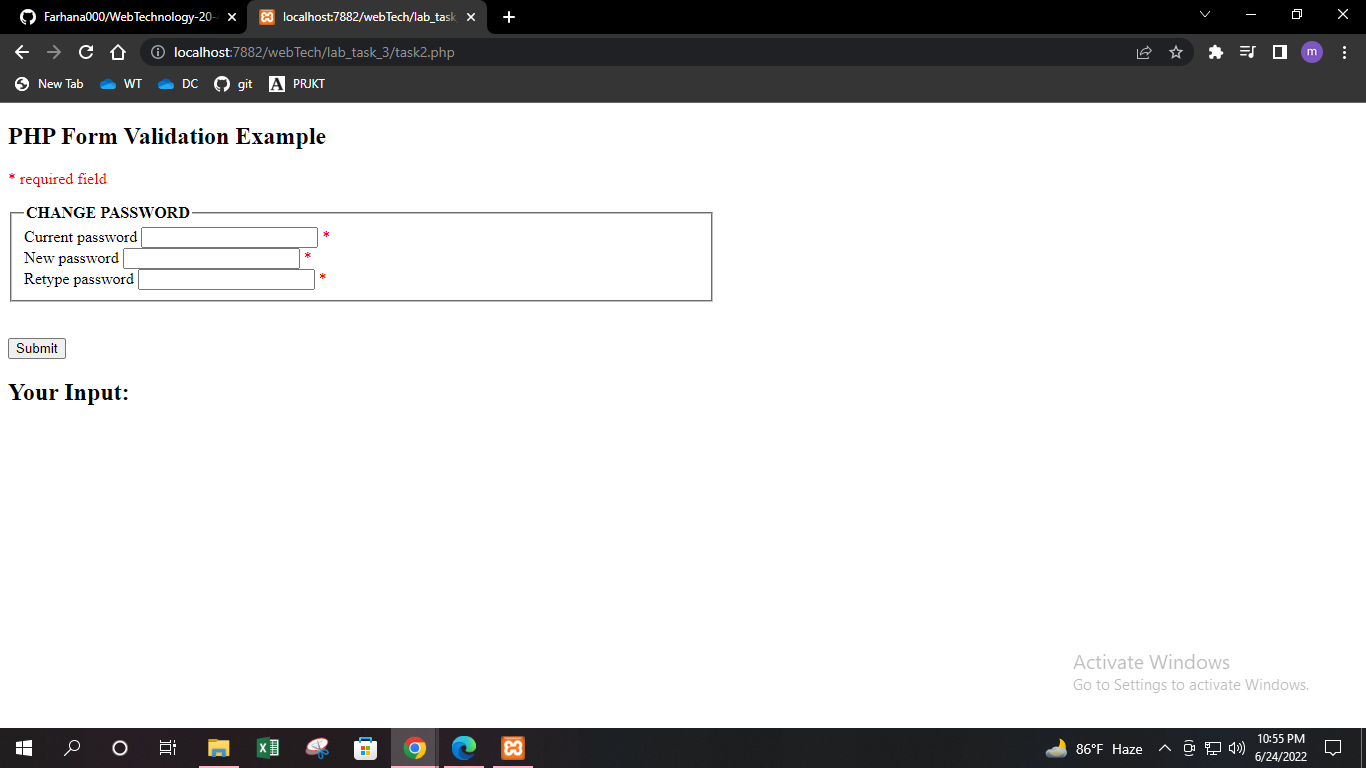 Farhana000/WebTechnology-20-
localhost:7882/webTech/lab_task
localhost:7882/webTech/lab_task_3/task2.php
m
New Tab WT DC git A PRJKT
PHP Form Validation Example
* required field
CHANGE PASSWORD
Current password *
New password *
Retype password *
Submit
Your Input:
Activate Windows
Go to Settings to activate Windows.
86°F Haze
10:55 PM
6/24/2022